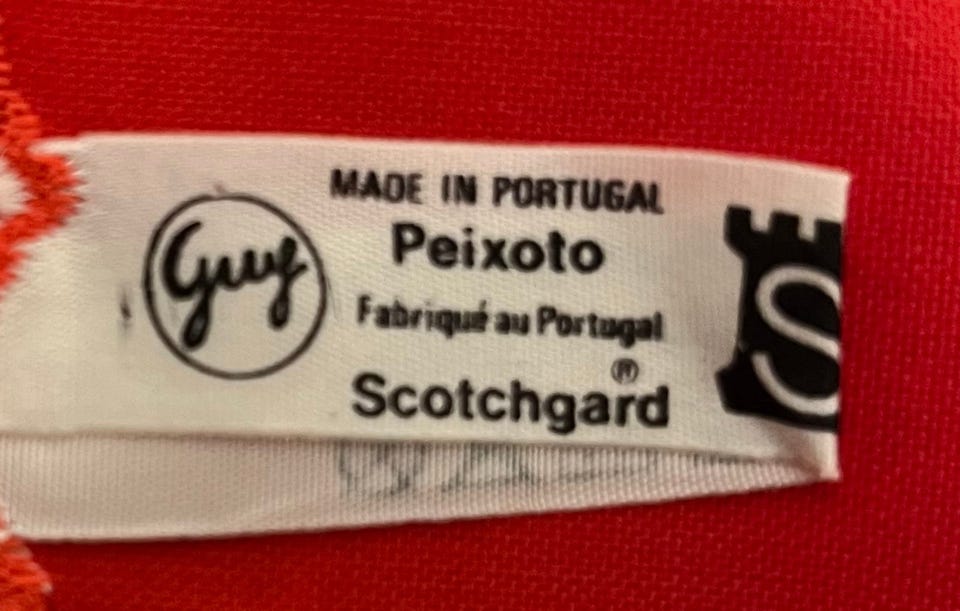 MADE IN PORTUGAL
Guy
Peixoto
Fabriqué au Portugal
Scotchgard®
S